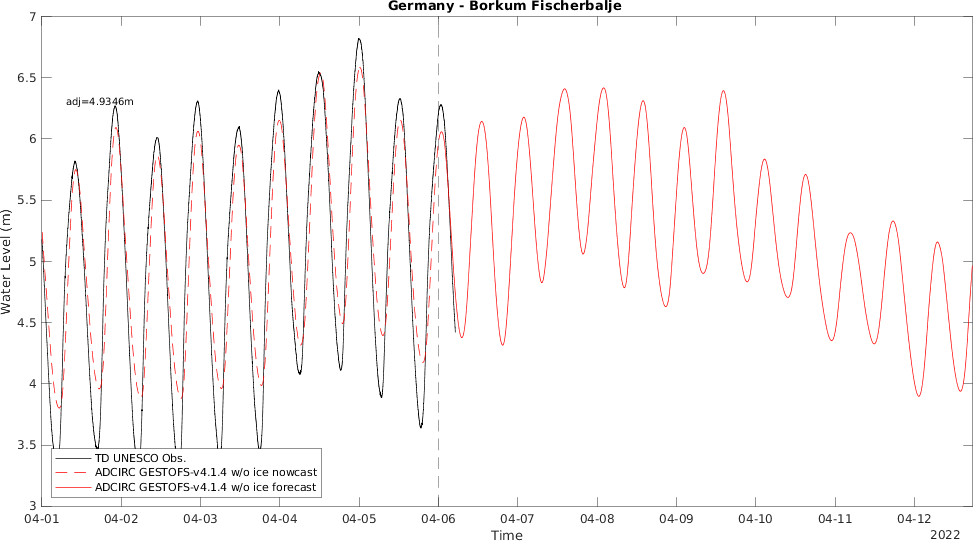 Germany - Borkum Fischerbalje
7
6.5
adj=4.9346m
6
5.5
5
4.5
4
3.5
3
Water Level (m)
TD UNESCO Obs.
ADCIRC GESTOFS-v4.1.4 w/o ice nowcast
ADCIRC GESTOFS-v4.1.4 w/o ice forecast
04-01 04-02 04-03 04-04 04-05 04-06 04-07 04-08 04-09 04-10 04-11 04-12
Time
2022